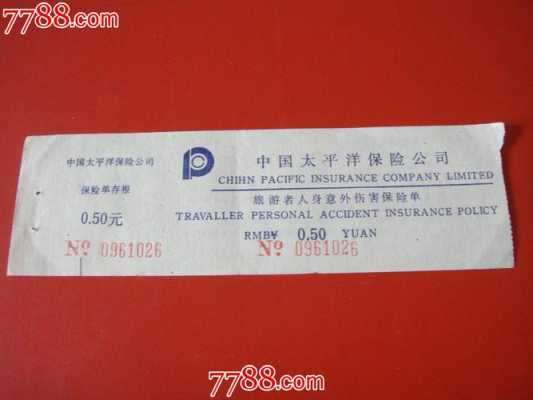 7788.com
中国太平洋保险公司
保险单存根
0.50元
No 0961026
中国太平洋保险公司
CHIHN PACIFIC INSURANCE COMPANY LIMITED
旅游者人身意外伤害保险单
TRAVALLER PERSONAL ACCIDENT INSURANCE POLICY
RMB¥ 0.50 YUAN
No 0961026
7788.com